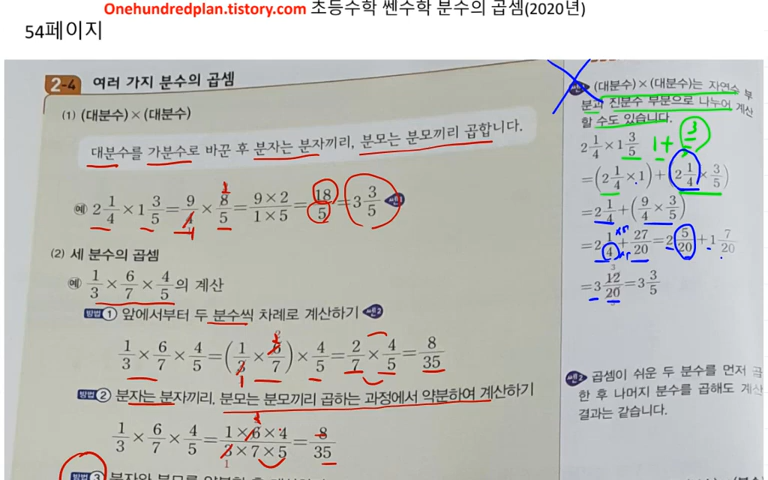 Onehundredplan.tistory.com 초등수학 쎈수학 분수의 곱셈(2020년)
54페이지
2-4 여러 가지 분수의 곱셈
(1) (대분수)×(대분수)
대분수를 가분수로 바꾼 후 분자는 분자끼리, 분모는 분모끼리 곱합니다.
예 2 1/4 × 1 3/5 = 9/4 × 8/5 = 9×2/1×5 = 18/5 = 3 3/5 쎈1
(2) 세 분수의 곱셈
예 1/3 × 6/7 × 4/5의 계산
방법 1 앞에서부터 두 분수씩 차례로 계산하기 쎈2
1/3 × 6/7 × 4/5 = (1/3 × 6/7) × 4/5 = 2/7 × 4/5 = 8/35
방법 2 분자는 분자끼리, 분모는 분모끼리 곱하는 과정에서 약분하여 계산하기
1/3 × 6/7 × 4/5 = 1×6×4/3×7×5 = 8/35
방법 3
(대분수)×(대분수)는 자연수 부
분과 진분수 부분으로 나누어 계산
할 수도 있습니다.
2 1/4 × 1 3/5 1+ 3/5
=(2 1/4 × 1)+(2 1/4 × 3/5)
=2 1/4 +(9/4 × 3/5)
=2 1/4 + 27/20 = 2 5/20 + 1 7/20
=3 12/20 = 3 3/5
쎈2 곱셈이 쉬운 두 분수를 먼저 곱
한 후 나머지 분수를 곱해도 계산
결과는 같습니다.